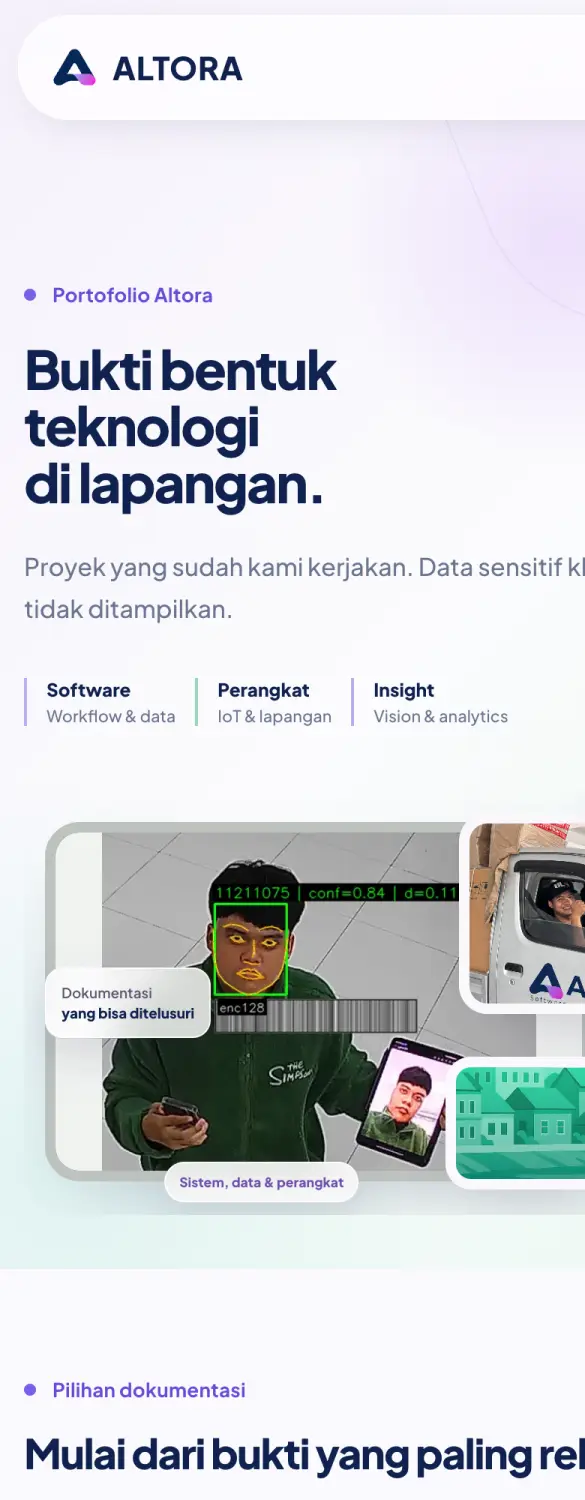 ALTORA
Portofolio Altora
Bukti bentuk
teknologi
di lapangan.
Proyek yang sudah kami kerjakan. Data sensitif
tidak ditampilkan.
Software
Workflow & data
Perangkat
IoT & lapangan
Insight
Vision & analytics
11211075 | conf=0.84 | d=0.11
enc128
Dokumentasi
yang bisa ditelusuri
THE
SIMPSON
Sistem, data & perangkat
Pilihan dokumentasi
Mulai dari bukti yang paling